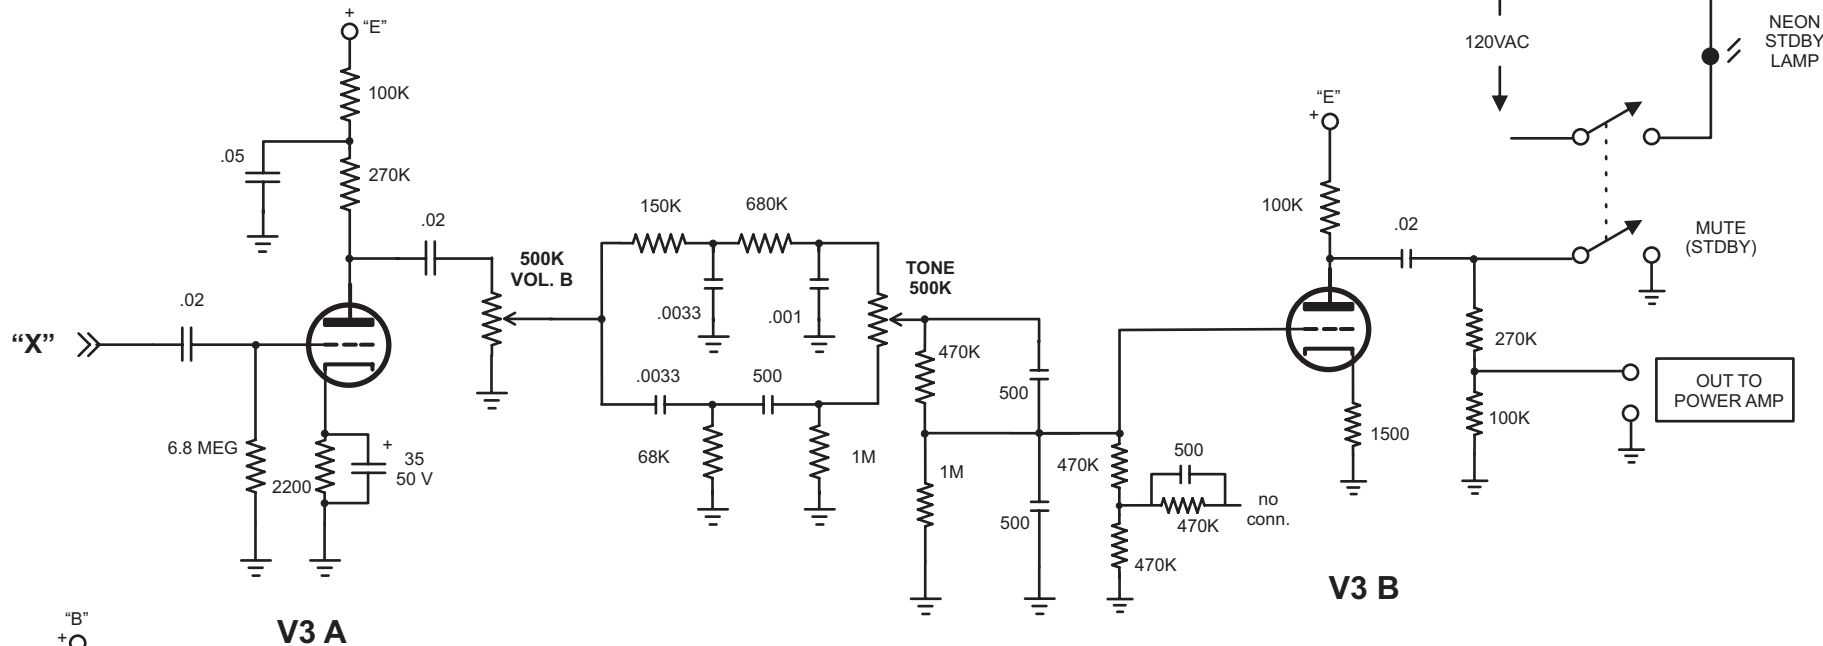 +
“E”
100K
.05
270K
.02
500K
VOL. B
.02
“X”
6.8 MEG
2200
+
35
50 V
V3 A
“B”
+
150K
680K
.0033
.001
.0033
500
68K
1M
TONE
500K
470K
500
1M
500
470K
500
470K
no
conn.
470K
“E”
+
100K
.02
1500
V3 B
270K
100K
OUT TO
POWER AMP
MUTE
(STDBY)
120VAC
NEON
STDBY
LAMP